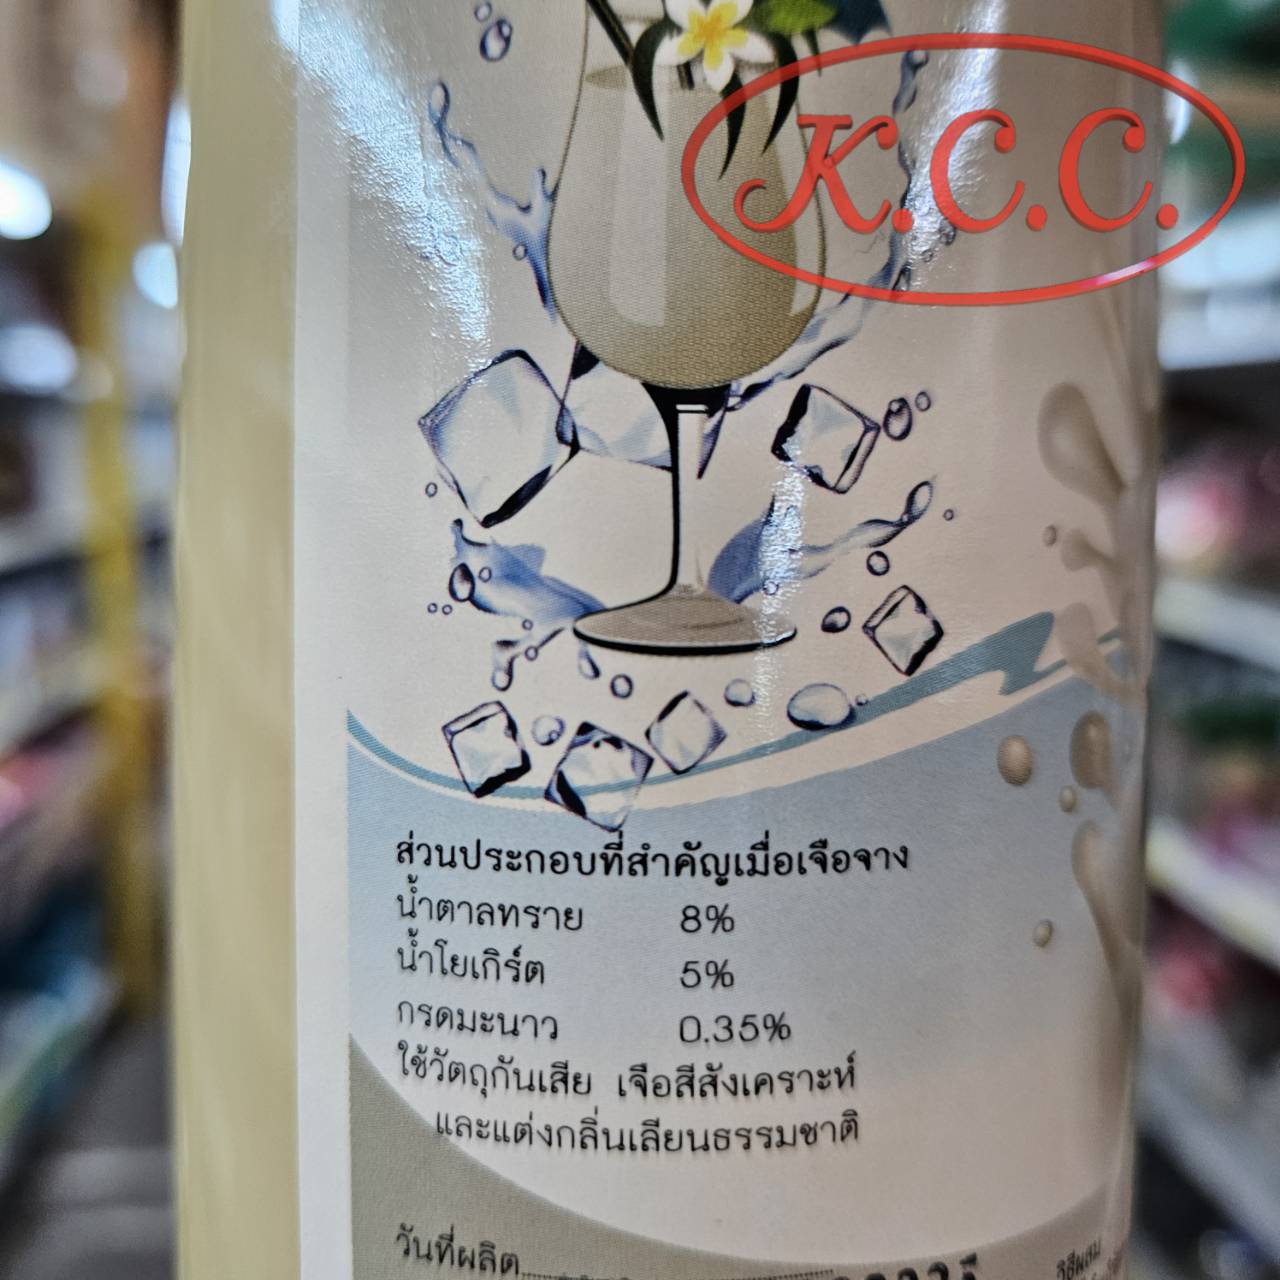 K.C.C.
ส่วนประกอบที่สำคัญเมื่อเจือจาง
น้ำตาลทราย 8%
น้ำโยเกิร์ต 5%
กรดมะนาว 0.35%
ใช้วัตถุกันเสีย เจือสีสังเคราะห์
และแต่งกลิ่นเลียนธรรมชาติ
วันที่ผลิต
วิธีผสม